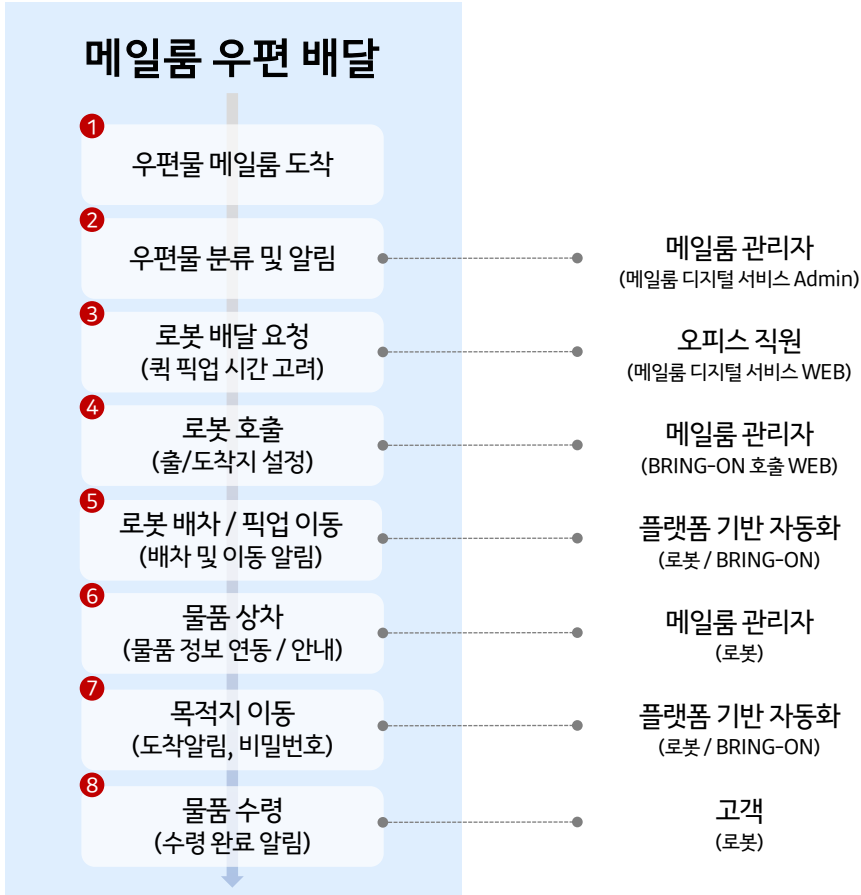 메일룸 우편 배달
1
우편물 메일룸 도착
2
우편물 분류 및 알림
메일룸 관리자
(메일룸 디지털 서비스 Admin)
3
로봇 배달 요청
(퀵 픽업 시간 고려)
오피스 직원
(메일룸 디지털 서비스 WEB)
4
로봇 호출
(출/도착지 설정)
메일룸 관리자
(BRING-ON 호출 WEB)
5
로봇 배차 / 픽업 이동
(배차 및 이동 알림)
플랫폼 기반 자동화
(로봇 / BRING-ON)
6
물품 상차
(물품 정보 연동 / 안내)
메일룸 관리자
(로봇)
7
목적지 이동
(도착알림, 비밀번호)
플랫폼 기반 자동화
(로봇 / BRING-ON)
8
물품 수령
(수령 완료 알림)
고객
(로봇)